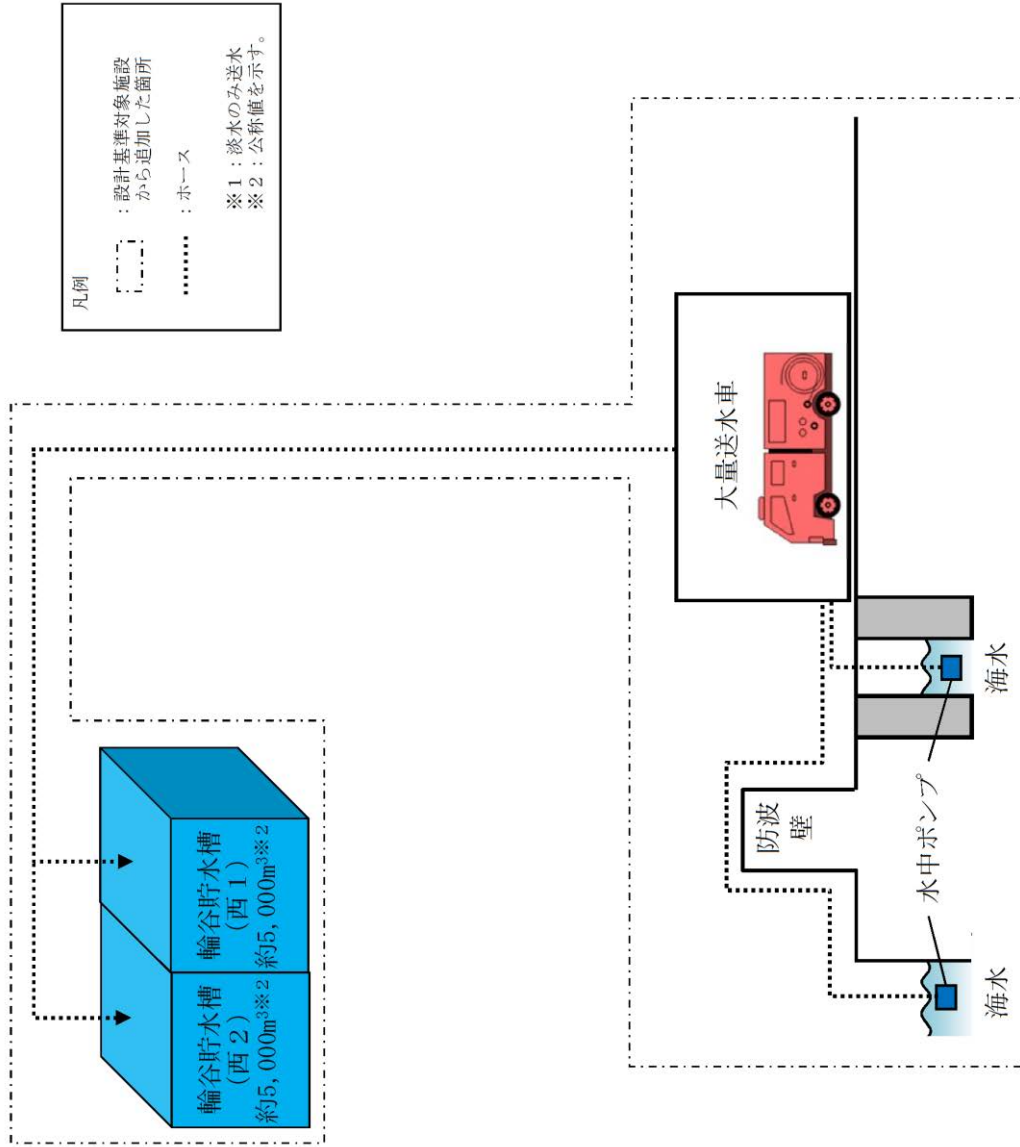 凡例
：設計基準対象施設
から追加した箇所
：ホース
※１：淡水のみ送水
※２：公称値を示す。
輪谷貯水槽
（西２）
約5,000m³※２
輪谷貯水槽
（西１）
約5,000m³※２
大量送水車
防波
壁
水中ポンプ
海水
海水